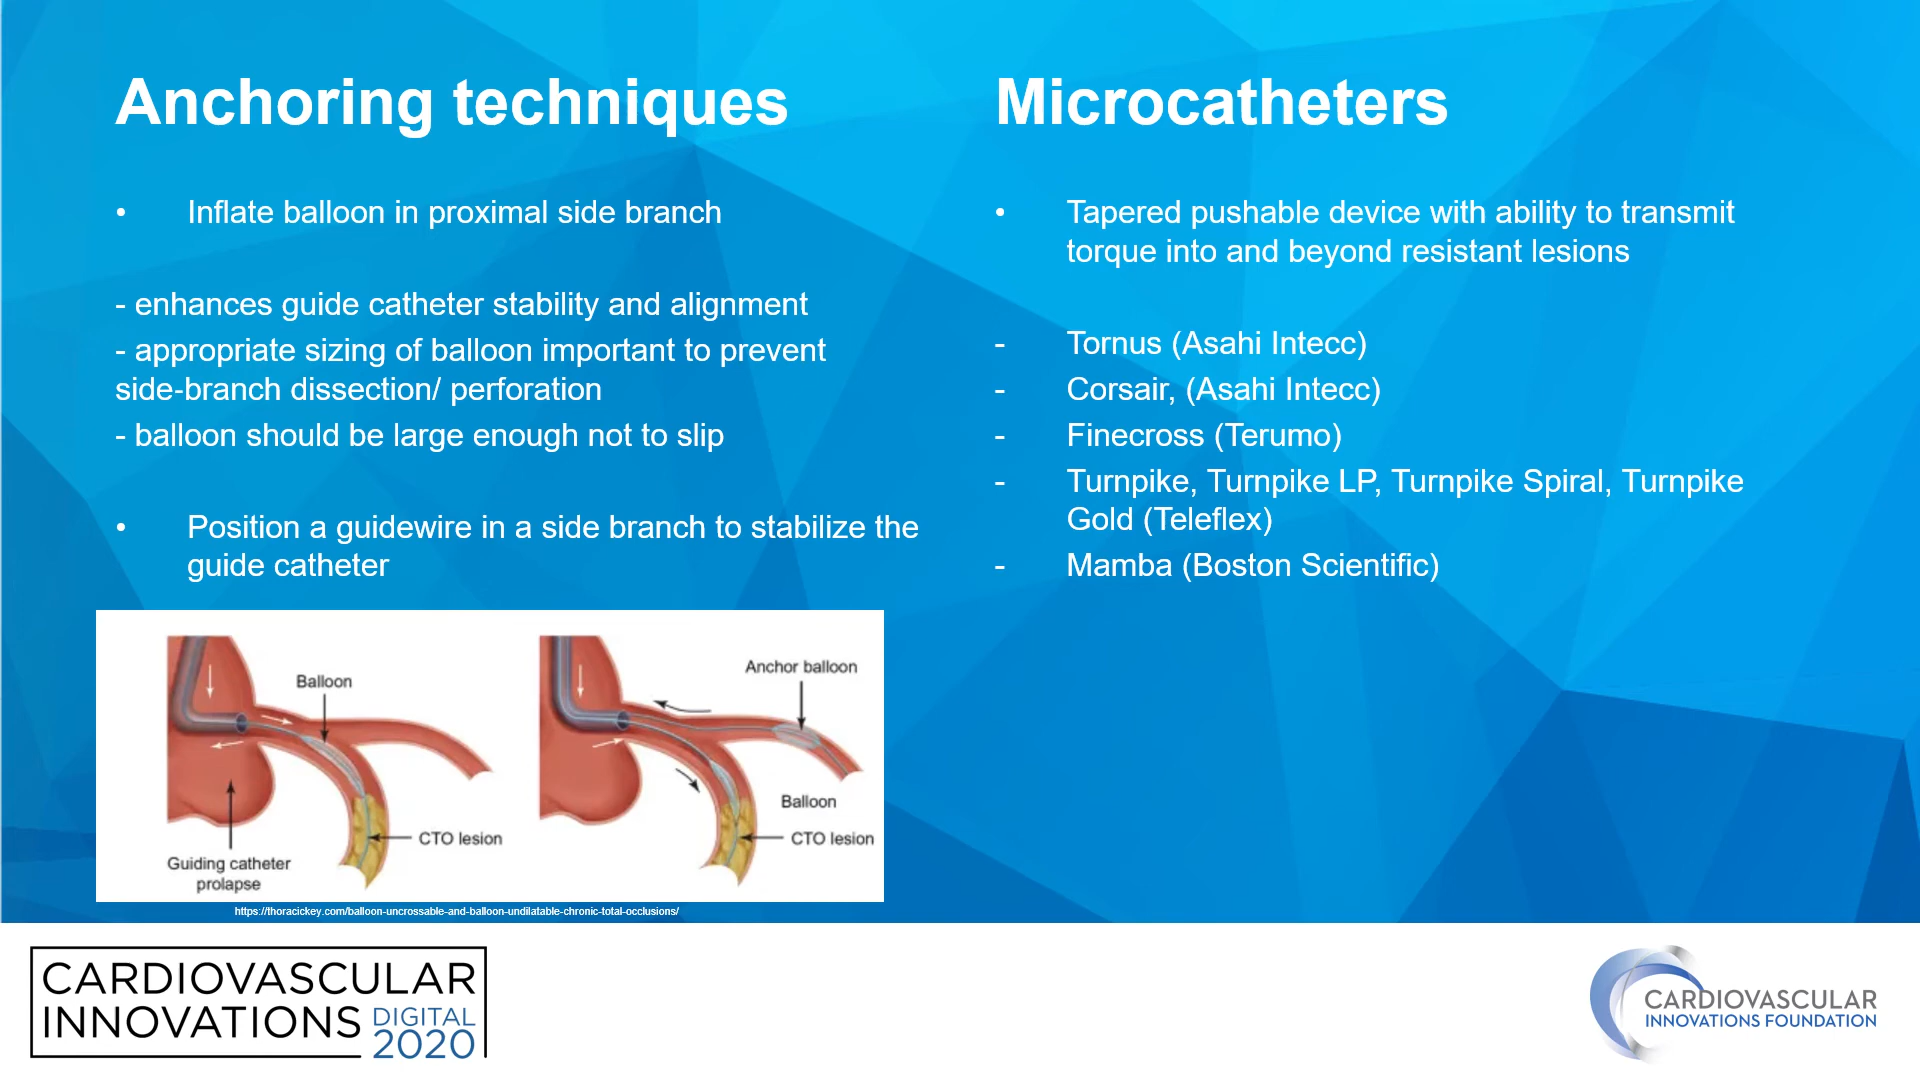 Anchoring techniques
• Inflate balloon in proximal side branch
- enhances guide catheter stability and alignment
- appropriate sizing of balloon important to prevent
side-branch dissection/ perforation
- balloon should be large enough not to slip
• Position a guidewire in a side branch to stabilize the
guide catheter
Balloon
CTO lesion
Guiding catheter
prolapse
Anchor balloon
Balloon
CTO lesion
https://thoracickey.com/balloon-uncrossable-and-balloon-undilatable-chronic-total-occlusions/
Microcatheters
• Tapered pushable device with ability to transmit
torque into and beyond resistant lesions
- Tornus (Asahi Intecc)
- Corsair, (Asahi Intecc)
- Finecross (Terumo)
- Turnpike, Turnpike LP, Turnpike Spiral, Turnpike
Gold (Teleflex)
- Mamba (Boston Scientific)
CARDIOVASCULAR
INNOVATIONS DIGITAL
2020
CARDIOVASCULAR
INNOVATIONS FOUNDATION